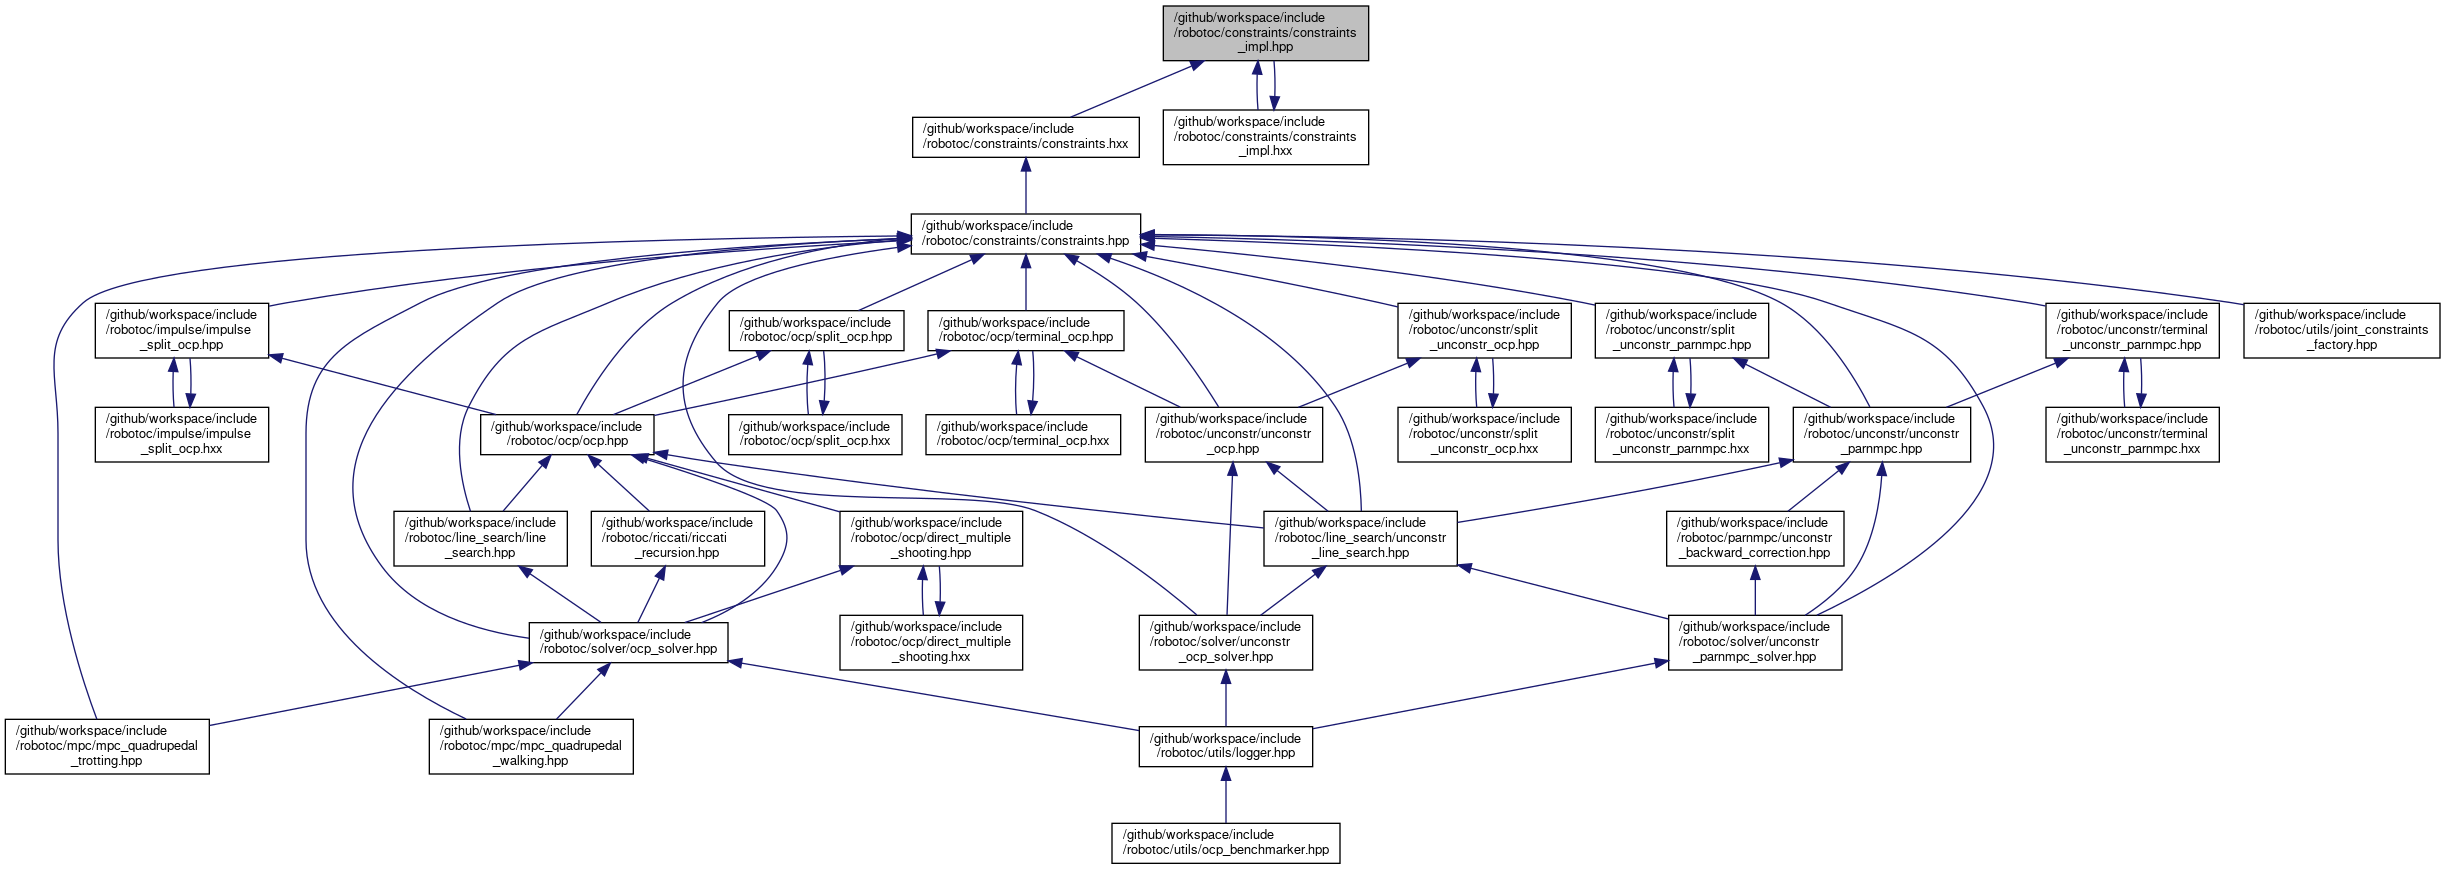 /github/workspace/include
/robotoc/constraints/constraints
_impl.hpp
/github/workspace/include
/robotoc/constraints/constraints.hxx
/github/workspace/include
/robotoc/constraints/constraints
_impl.hxx
/github/workspace/include
/robotoc/constraints/constraints.hpp
/github/workspace/include
/robotoc/impulse/impulse
_split_ocp.hpp
/github/workspace/include
/robotoc/ocp/split_ocp.hpp
/github/workspace/include
/robotoc/ocp/terminal_ocp.hpp
/github/workspace/include
/robotoc/unconstr/split
_unconstr_ocp.hpp
/github/workspace/include
/robotoc/unconstr/split
_unconstr_parnmpc.hpp
/github/workspace/include
/robotoc/unconstr/terminal
_unconstr_parnmpc.hpp
/github/workspace/include
/robotoc/utils/joint_constraints
_factory.hpp
/github/workspace/include
/robotoc/impulse/impulse
_split_ocp.hxx
/github/workspace/include
/robotoc/ocp/ocp.hpp
/github/workspace/include
/robotoc/ocp/split_ocp.hxx
/github/workspace/include
/robotoc/ocp/terminal_ocp.hxx
/github/workspace/include
/robotoc/unconstr/unconstr
_ocp.hpp
/github/workspace/include
/robotoc/unconstr/split
_unconstr_ocp.hxx
/github/workspace/include
/robotoc/unconstr/split
_unconstr_parnmpc.hxx
/github/workspace/include
/robotoc/unconstr/unconstr
_parnmpc.hpp
/github/workspace/include
/robotoc/unconstr/terminal
_unconstr_parnmpc.hxx
/github/workspace/include
/robotoc/line_search/line
_search.hpp
/github/workspace/include
/robotoc/riccati/riccati
_recursion.hpp
/github/workspace/include
/robotoc/ocp/direct_multiple
_shooting.hpp
/github/workspace/include
/robotoc/line_search/unconstr
_line_search.hpp
/github/workspace/include
/robotoc/parnmpc/unconstr
_backward_correction.hpp
/github/workspace/include
/robotoc/solver/ocp_solver.hpp
/github/workspace/include
/robotoc/ocp/direct_multiple
_shooting.hxx
/github/workspace/include
/robotoc/solver/unconstr
_ocp_solver.hpp
/github/workspace/include
/robotoc/solver/unconstr
_parnmpc_solver.hpp
/github/workspace/include
/robotoc/mpc/mpc_quadrupedal
_trotting.hpp
/github/workspace/include
/robotoc/mpc/mpc_quadrupedal
_walking.hpp
/github/workspace/include
/robotoc/utils/logger.hpp
/github/workspace/include
/robotoc/utils/ocp_benchmarker.hpp